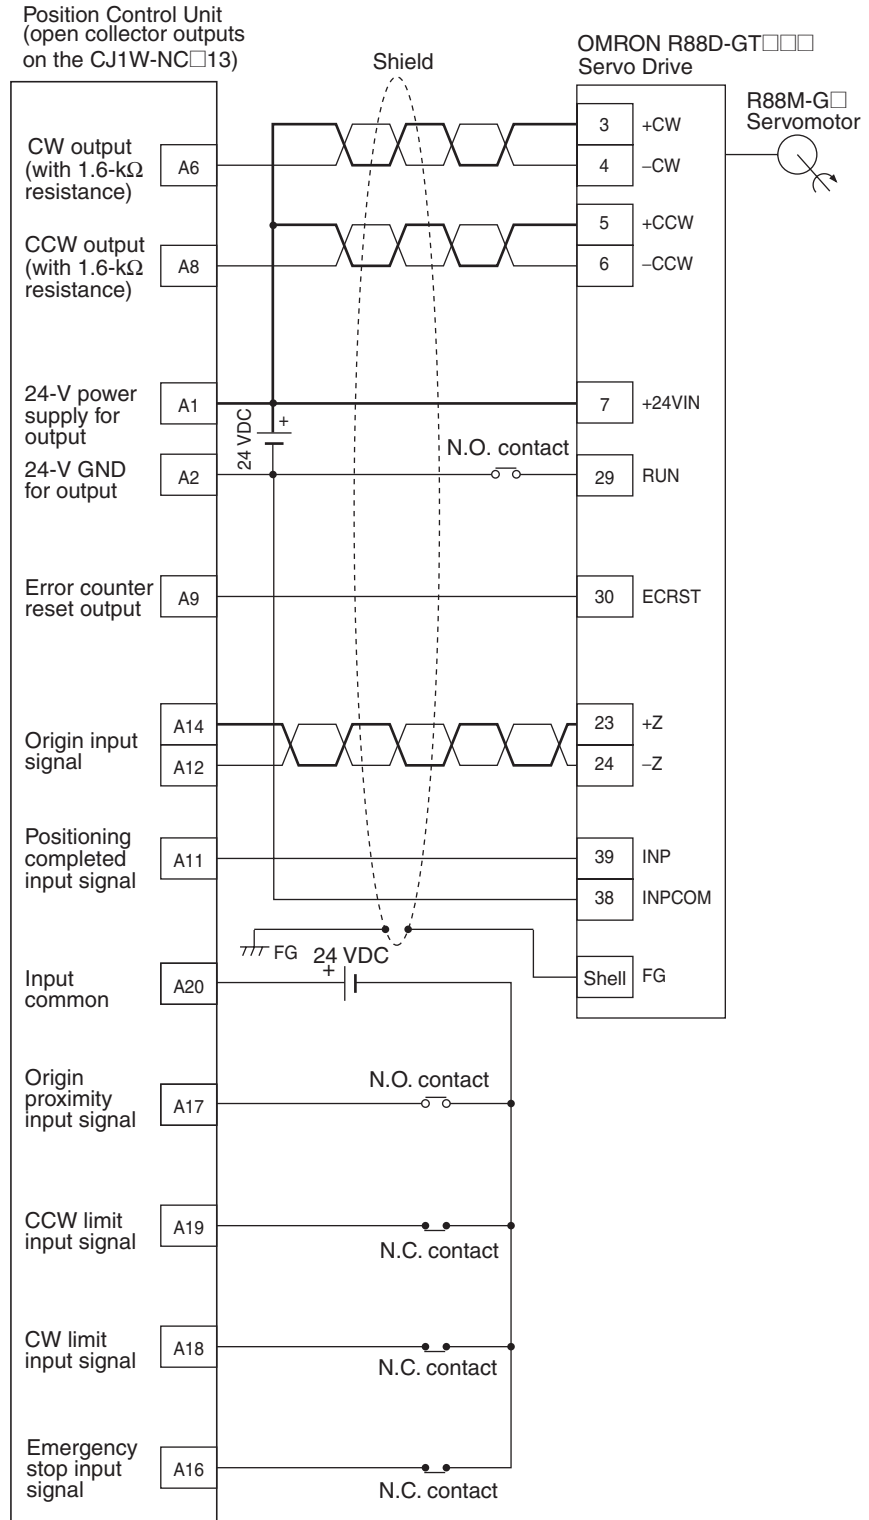 Position Control Unit
(open collector outputs
on the CJ1W-NC□13)
Shield
OMRON R88D-GT□□□
Servo Drive
R88M-G□
Servomotor
CW output
(with 1.6-kΩ
resistance)
A6
3
+CW
4
−CW
CCW output
(with 1.6-kΩ
resistance)
A8
5
+CCW
6
−CCW
24-V power
supply for
output
A1
24 VDC
+
7
+24VIN
24-V GND
for output
A2
N.O. contact
29
RUN
Error counter
reset output
A9
30
ECRST
Origin input
signal
A14
A12
23
+Z
24
−Z
Positioning
completed
input signal
A11
39
INP
38
INPCOM
FG
24 VDC
+
Shell
FG
Input
common
A20
Origin
proximity
input signal
A17
N.O. contact
CCW limit
input signal
A19
N.C. contact
CW limit
input signal
A18
N.C. contact
Emergency
stop input
signal
A16
N.C. contact